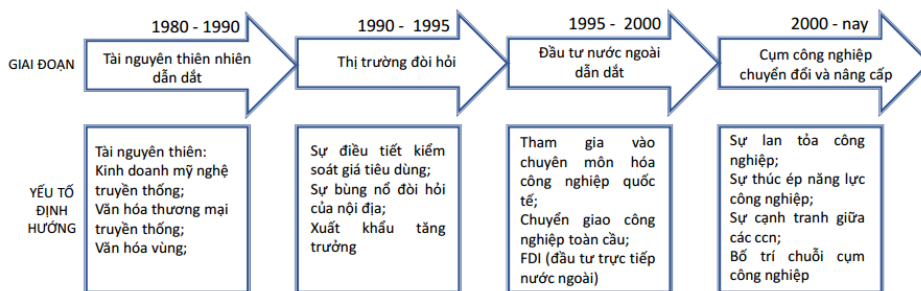 1980 - 1990
1990 - 1995
1995 - 2000
2000 - nay
GIAI ĐOẠN
Tài nguyên thiên nhiên
dẫn dắt
Thị trường đòi hỏi
Đầu tư nước ngoài
dẫn dắt
Cụm công nghiệp
chuyển đổi và nâng cấp
YẾU TỐ
ĐỊNH
HƯỚNG
Tài nguyên thiên:
Kinh doanh mỹ nghệ
truyền thống;
Văn hóa thương mại
truyền thống;
Văn hóa vùng;
Sự điều tiết kiểm
soát giá tiêu dùng;
Sự bùng nổ đòi hỏi
của nội địa;
Xuất khẩu tăng
trưởng
Tham gia vào
chuyên môn hóa
công nghiệp quốc
tế;
Chuyển giao công
nghiệp toàn cầu;
FDI (đầu tư trực tiếp
nước ngoài)
Sự lan tỏa công
nghiệp;
Sự thúc ép năng lực
công nghiệp;
Sự cạnh tranh giữa
các ccn;
Bố trí chuỗi cụm
công nghiệp